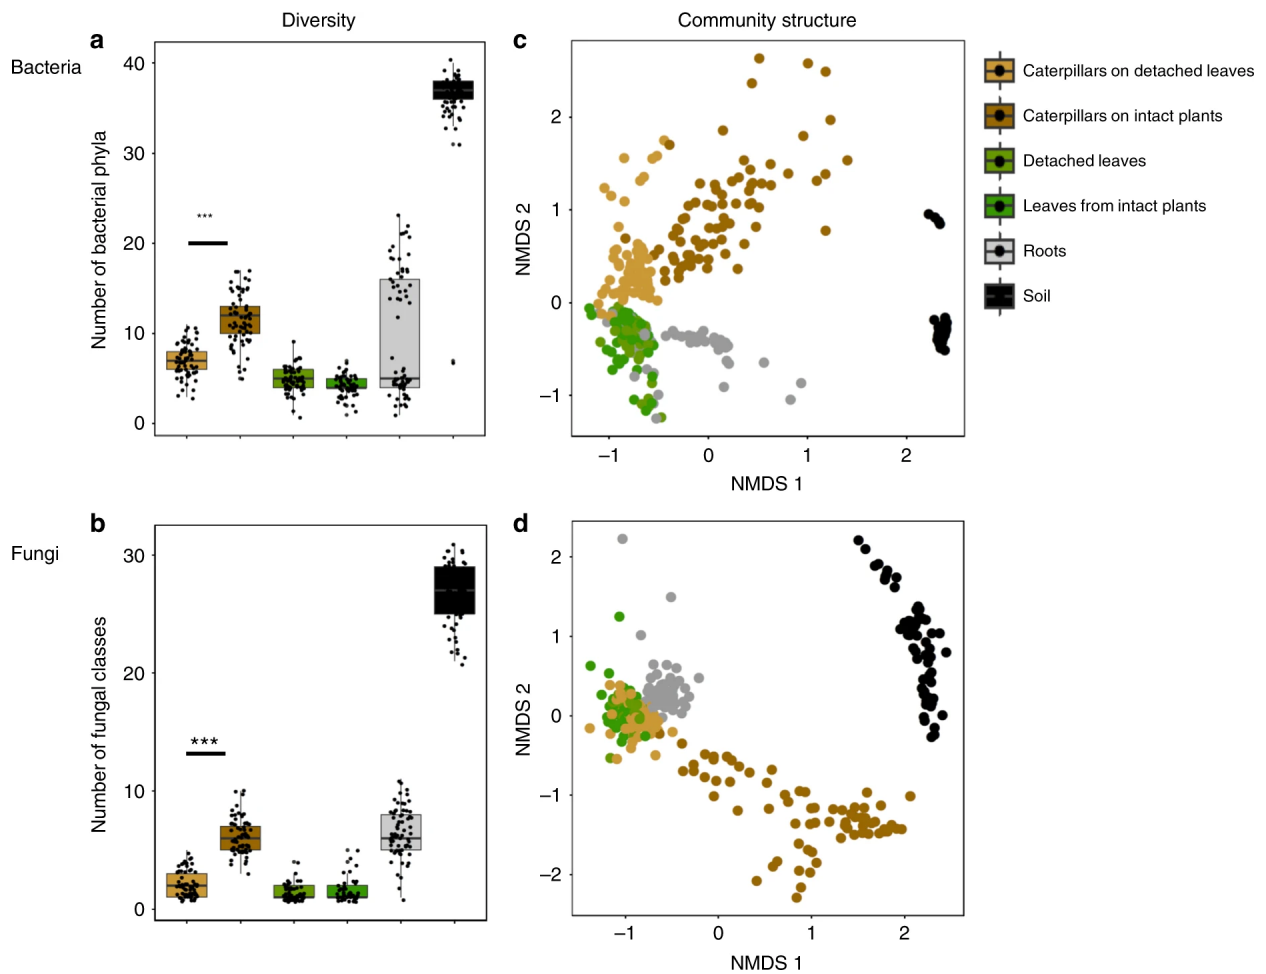 Diversity
Community structure
a
c
Bacteria
Number of bacterial phyla
40
30
20
10
0
***
NMDS 2
2
1
0
−1
−1 0 1 2
NMDS 1
Caterpillars on detached leaves
Caterpillars on intact plants
Detached leaves
Leaves from intact plants
Roots
Soil
b
d
Fungi
Number of fungal classes
30
20
10
0
***
NMDS 2
2
1
0
−1
−2
−1 0 1 2
NMDS 1